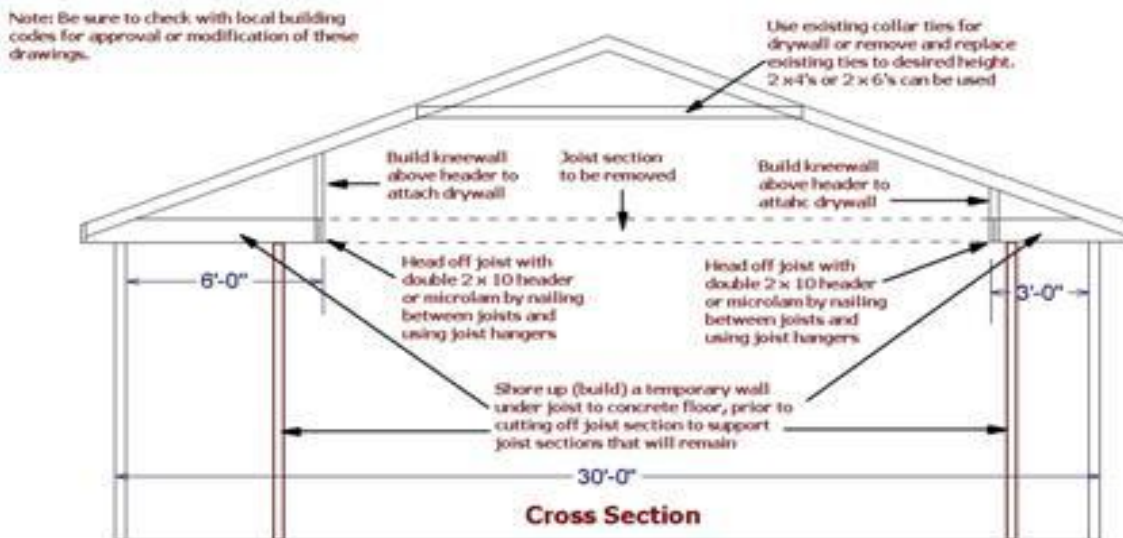 Note: Be sure to check with local building
codes for approval or modification of these
drawings.
Use existing collar ties for
drywall or remove and replace
existing ties to desired height.
2 x4's or 2 x 6's can be used
Build kneewall
above header to
attach drywall
Joist section
to be removed
Build kneewall
above header to
attahc drywall
6'-0"
Head off joist with
double 2 x 10 header
or microlam by nailing
between joists and
using joist hangers
Head off joist with
double 2 x 10 header
or microlam by nailing
between joists and
using joist hangers
3'-0"
Shore up (build) a temporary wall
under joist to concrete floor, prior to
cutting off joist section to support
joist sections that will remain
30'-0"
Cross Section